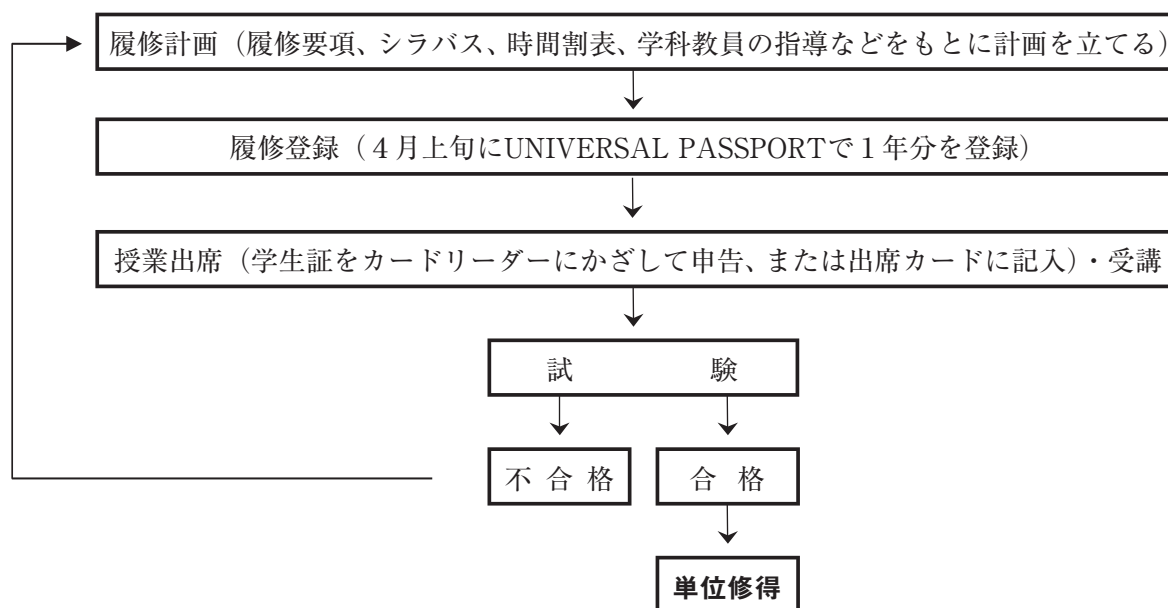 履修計画（履修要項、シラバス、時間割表、学科教員の指導などをもとに計画を立てる）
履修登録（４月上旬にUNIVERSAL PASSPORTで１年分を登録）
授業出席（学生証をカードリーダーにかざして申告、または出席カードに記入）・受講
試　験
不合格
合格
単位修得